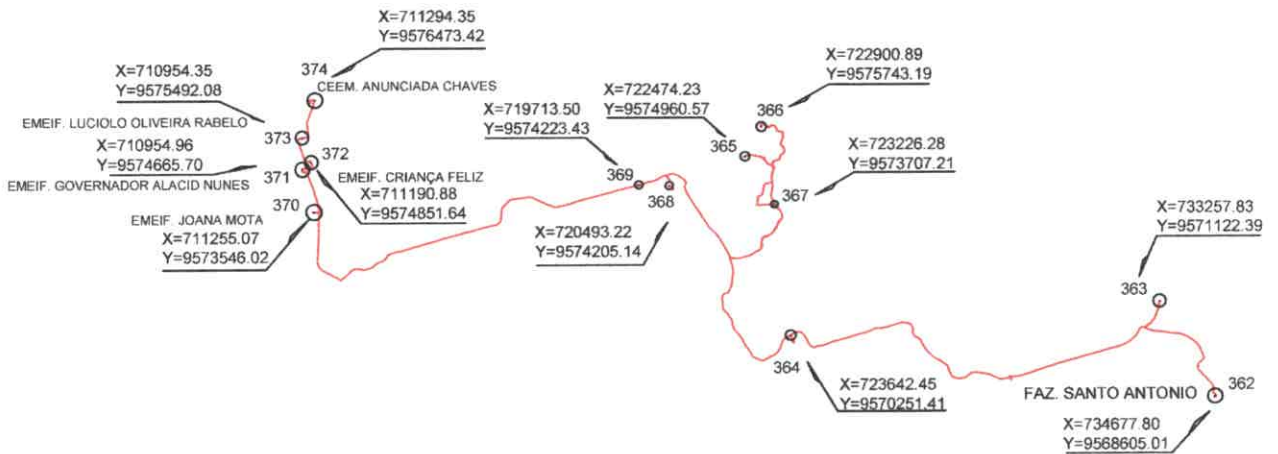 X=711294.35
Y=9576473.42
374
CEEM. ANUNCIADA CHAVES
X=710954.35
Y=9575492.08
EMEIF. LUCIOLO OLIVEIRA RABELO
373
X=710954.96
Y=9574665.70
372
371
EMEIF. GOVERNADOR ALACID NUNES
EMEIF. CRIANÇA FELIZ
X=711190.88
Y=9574851.64
370
EMEIF. JOANA MOTA
X=711255.07
Y=9573546.02
X=719713.50
Y=9574223.43
369
368
X=720493.22
Y=9574205.14
X=722474.23
Y=9574960.57
365
X=722900.89
Y=9575743.19
366
X=723226.28
Y=9573707.21
367
364
X=723642.45
Y=9570251.41
X=733257.83
Y=9571122.39
363
FAZ. SANTO ANTONIO
362
X=734677.80
Y=9568605.01